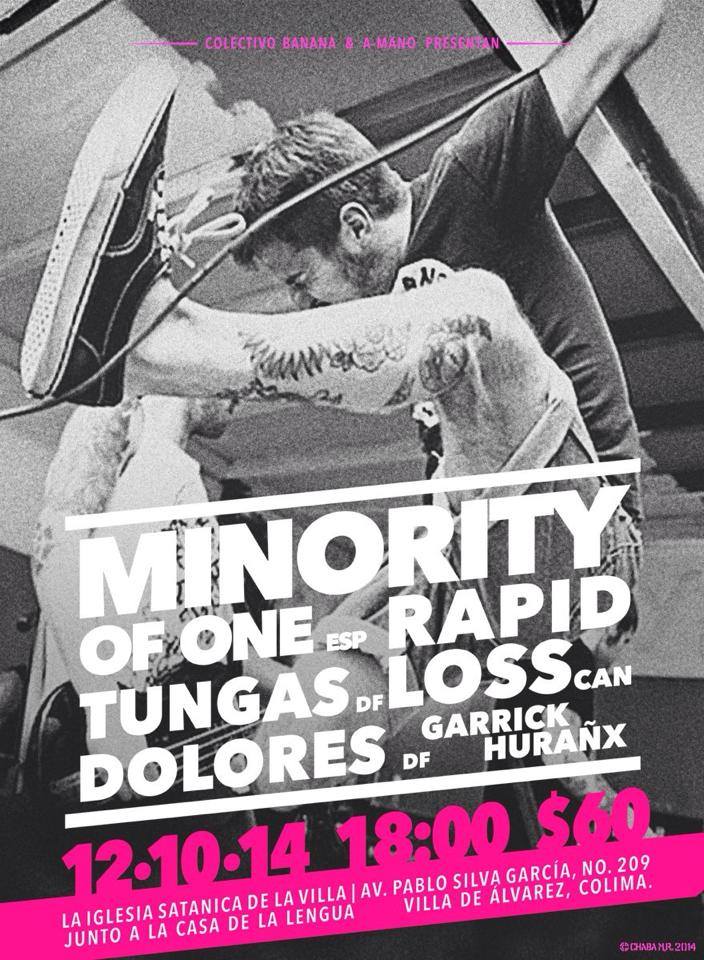 COLECTIVO BANANA & A-MANO PRESENTAN
MINORITY
OF ONE ESP
RAPID
LOSS CAN
TUNGAS DF
DOLORES DF
GARRICK
HURAÑX
12·10·14 18:00 $60
LA IGLESIA SATANICA DE LA VILLA | AV. PABLO SILVA GARCÍA, NO. 209
JUNTO A LA CASA DE LA LENGUA VILLA DE ÁLVAREZ, COLIMA.
© CHABA M.R. 2014